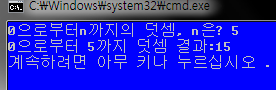 C:\Windows\system32\cmd.exe
0으로부터n까지의 덧셈, n은? 5
0으로부터 5까지 덧셈 결과:15
계속하려면 아무 키나 누르십시오 .